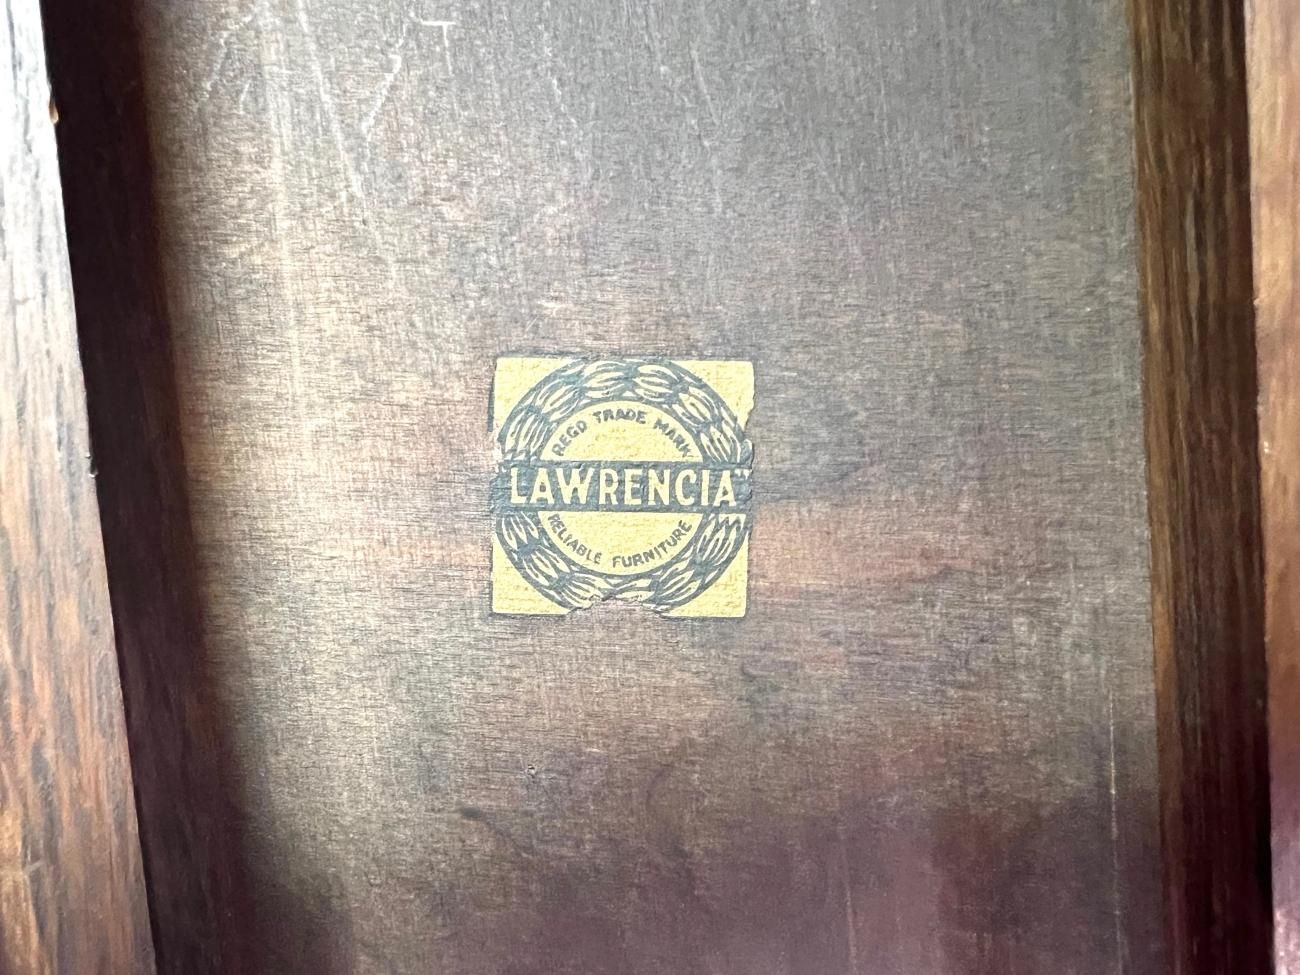 REGD TRADE MARK
"LAWRENCIA"
RELIABLE FURNITURE